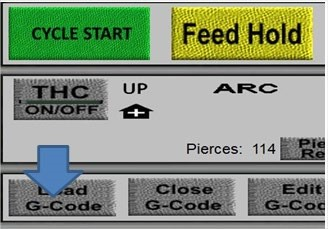 CYCLE START
Feed Hold
THC
ON/OFF
UP
ARC
Pierces: 114
G-Code
Close
G-Code
Edit